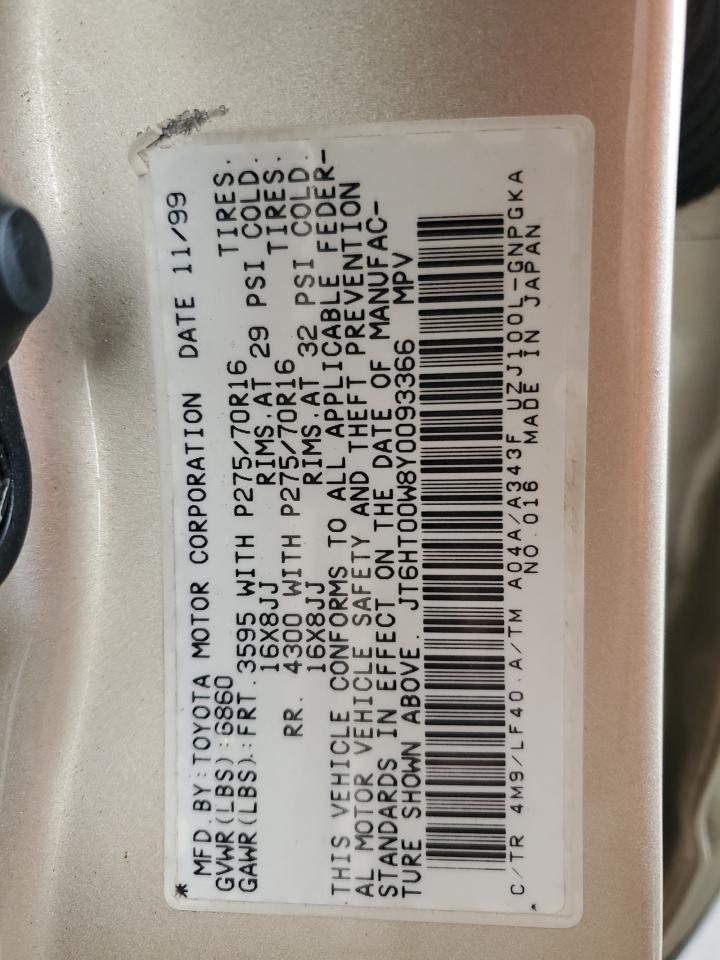 * MFD.BY:TOYOTA MOTOR CORPORATION DATE 11/99
GVWR(LBS):6860
GAWR(LBS).:FRT.3595 WITH P275/70R16 TIRES.
16X8JJ RIMS.AT 29 PSI COLD.
RR. 4300 WITH P275/70R16 TIRES.
16X8JJ RIMS.AT 32 PSI COLD.
THIS VEHICLE CONFORMS TO ALL APPLICABLE FEDER-
AL MOTOR VEHICLE SAFETY AND THEFT PREVENTION
STANDARDS IN EFFECT ON THE DATE OF MANUFAC-
TURE SHOWN ABOVE. JT6HT00W8Y0093366 MPV
C/TR 4M9/LF40.A/TM A04A/A343F UZJ100L-GNPGKA
NO.016 MADE IN JAPAN